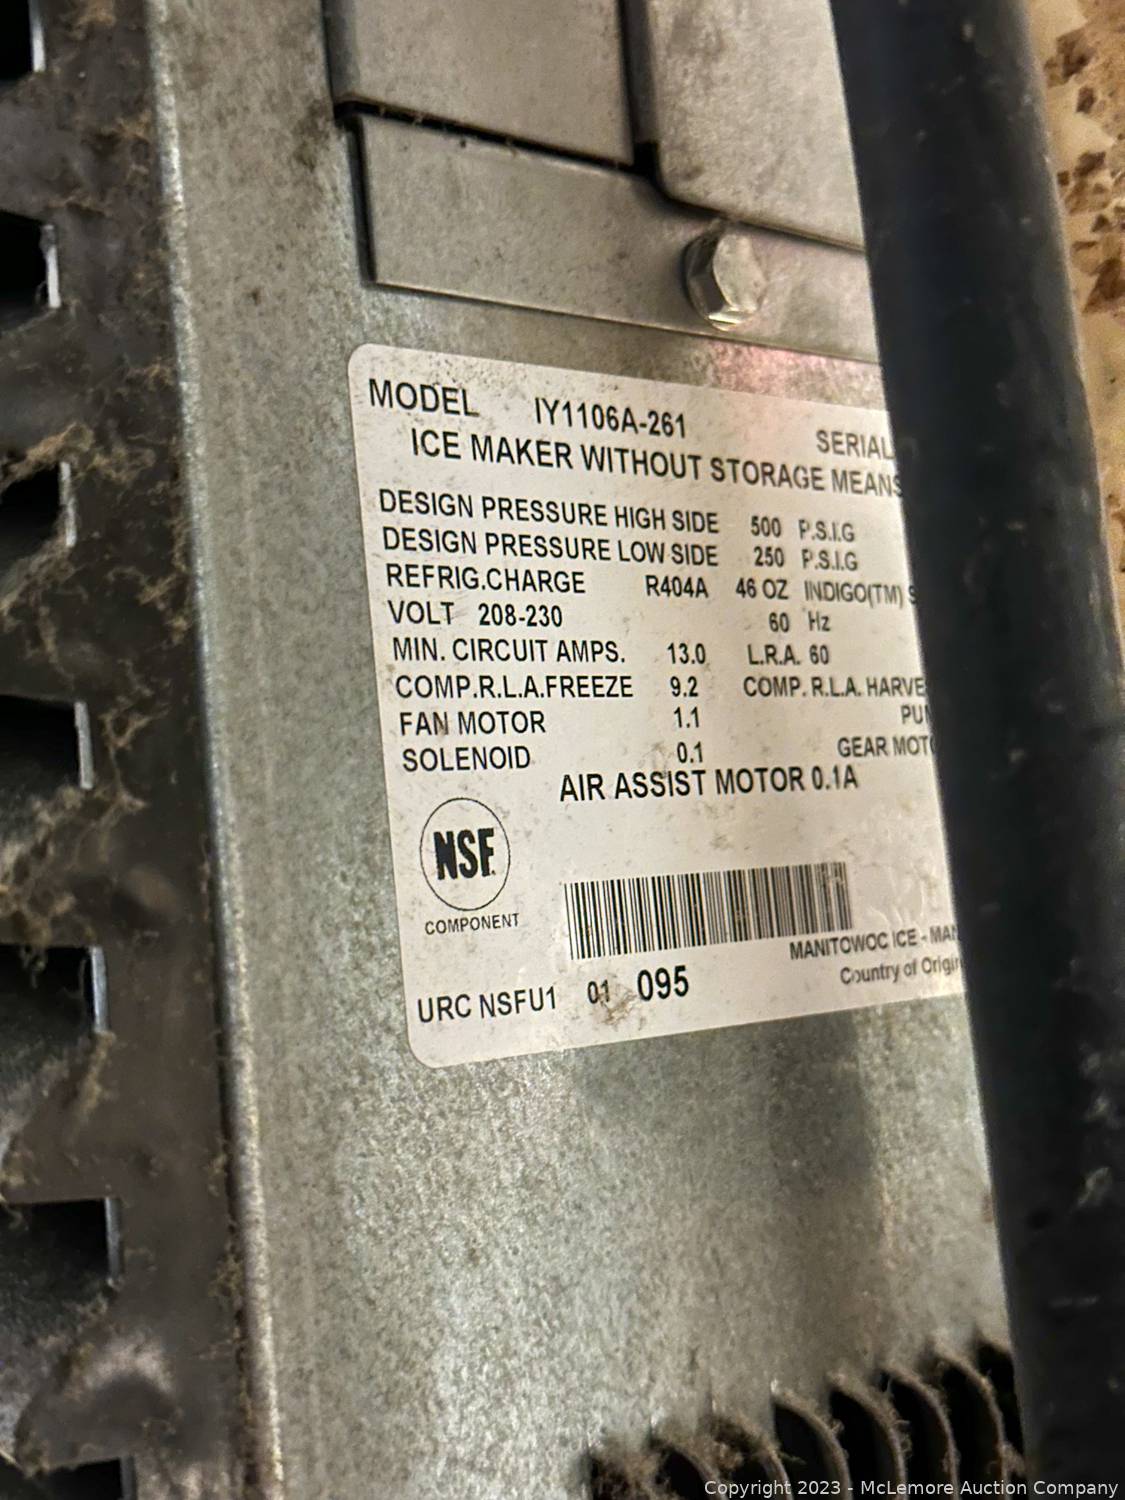 MODEL IY1106A-261 SERIAL
ICE MAKER WITHOUT STORAGE MEANS
DESIGN PRESSURE HIGH SIDE 500 P.S.I.G
DESIGN PRESSURE LOW SIDE 250 P.S.I.G
REFRIG.CHARGE R404A 46 OZ INDIGO(TM)
VOLT 208-230 60 Hz
MIN. CIRCUIT AMPS. 13.0 L.R.A. 60
COMP.R.L.A.FREEZE 9.2 COMP. R.L.A. HARVE
FAN MOTOR 1.1 PU
SOLENOID 0.1 GEAR MOT
AIR ASSIST MOTOR 0.1A
NSF.
COMPONENT
MANITOWOC ICE - MAN
Country of Origin
URC NSFU1 01 095
Copyright 2023 - McLemore Auction Company